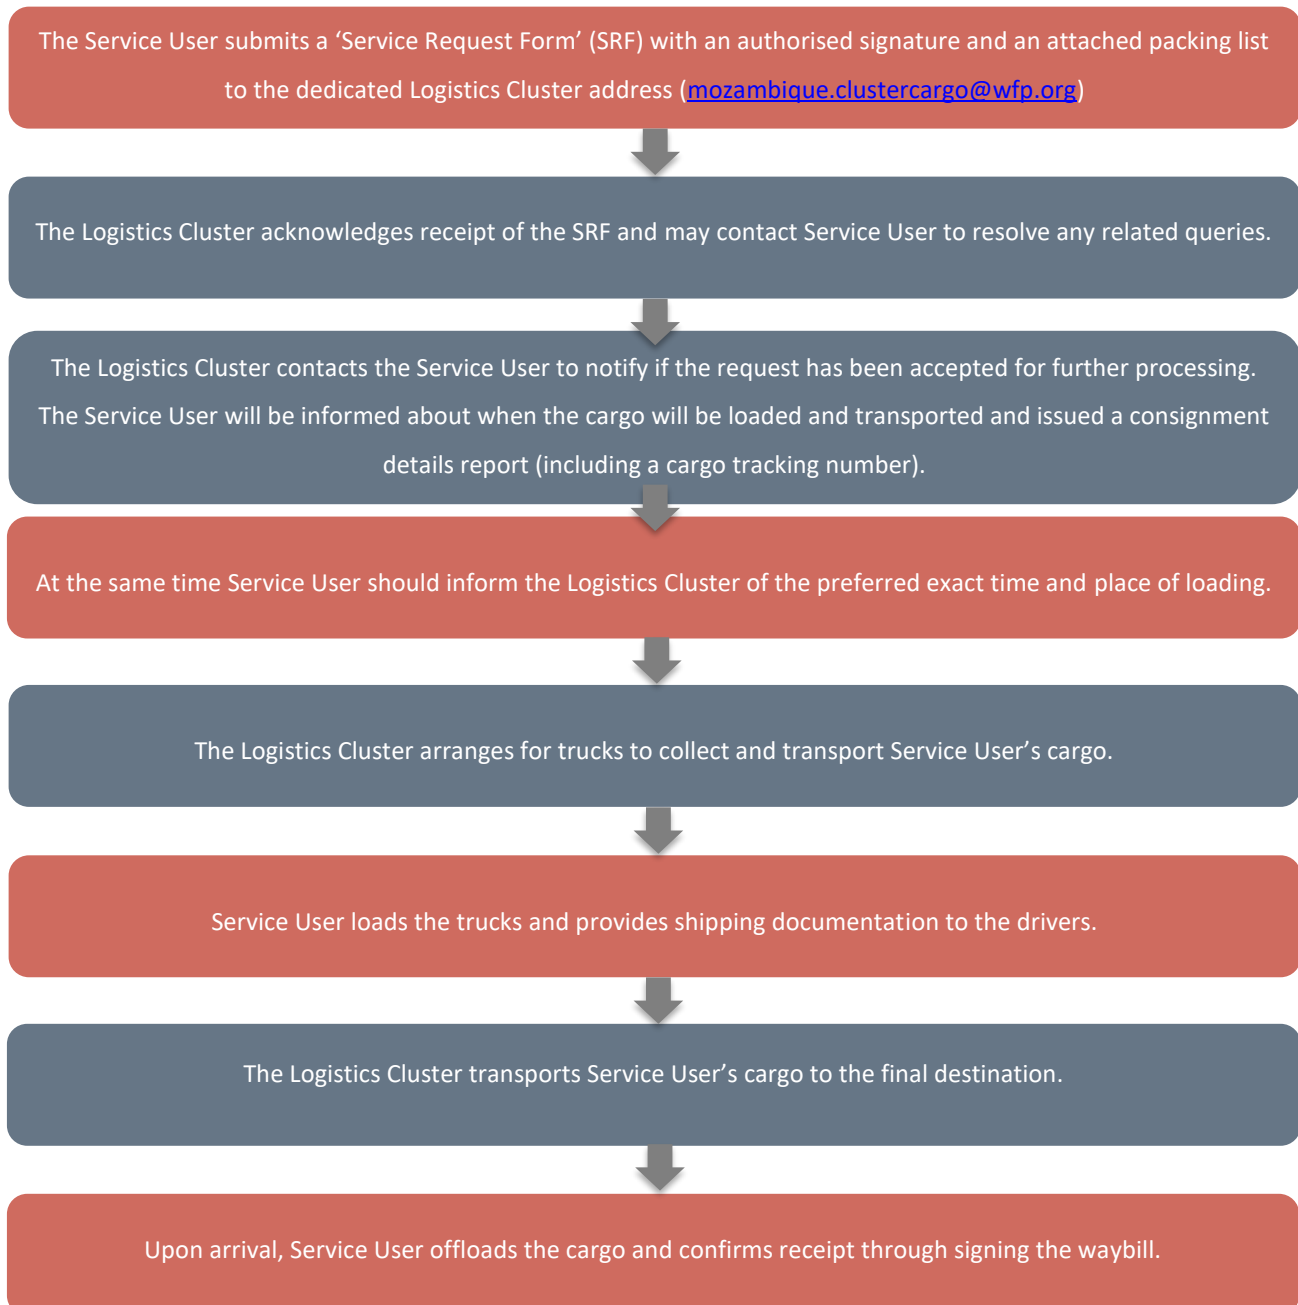 The Service User submits a ‘Service Request Form’ (SRF) with an authorised signature and an attached packing list
to the dedicated Logistics Cluster address (mozambique.clustercargo@wfp.org)
The Logistics Cluster acknowledges receipt of the SRF and may contact Service User to resolve any related queries.
The Logistics Cluster contacts the Service User to notify if the request has been accepted for further processing.
The Service User will be informed about when the cargo will be loaded and transported and issued a consignment
details report (including a cargo tracking number).
At the same time Service User should inform the Logistics Cluster of the preferred exact time and place of loading.
The Logistics Cluster arranges for trucks to collect and transport Service User’s cargo.
Service User loads the trucks and provides shipping documentation to the drivers.
The Logistics Cluster transports Service User’s cargo to the final destination.
Upon arrival, Service User offloads the cargo and confirms receipt through signing the waybill.